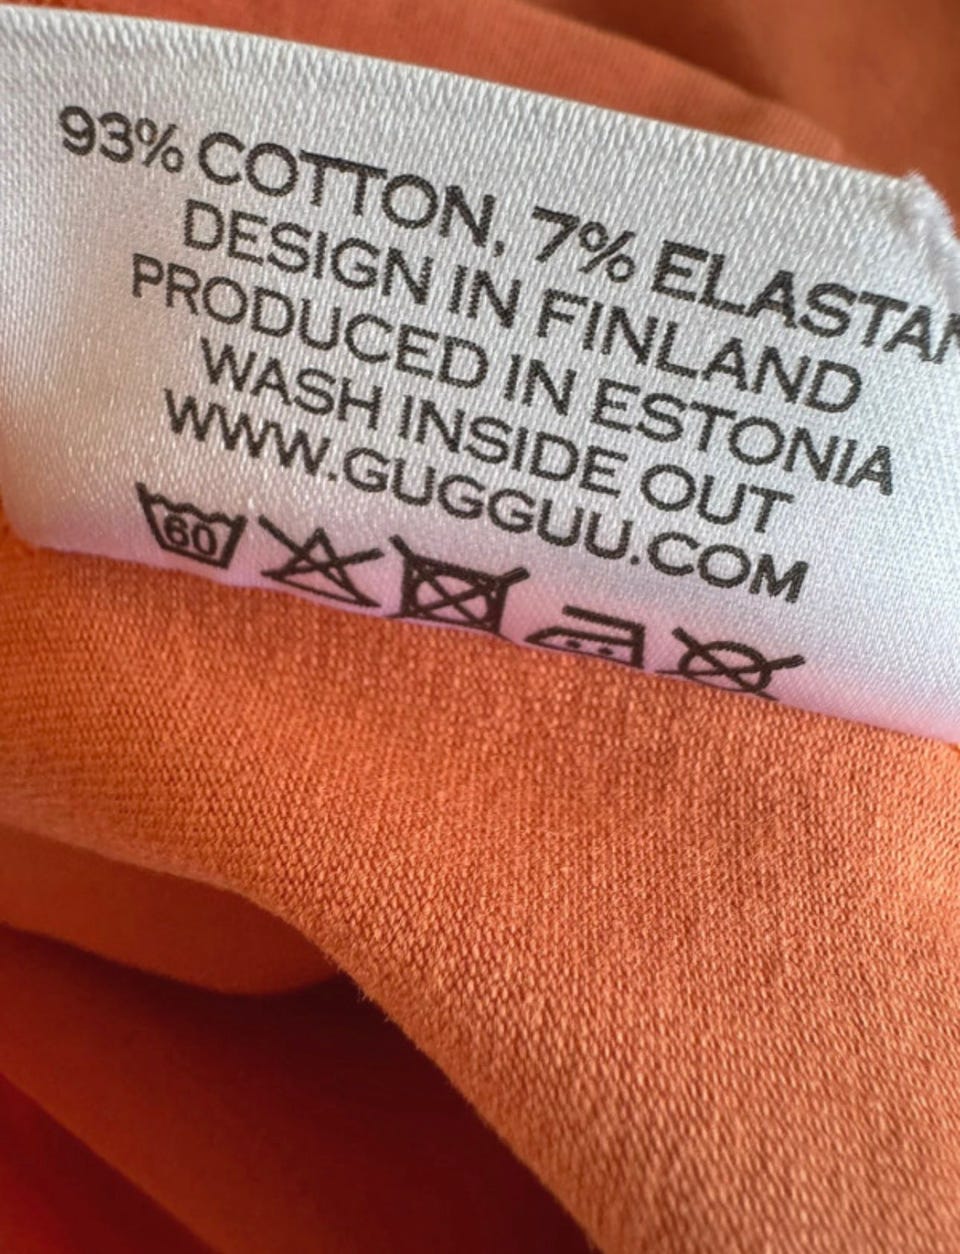 93% COTTON, 7% ELASTAN
DESIGN IN FINLAND
PRODUCED IN ESTONIA
WASH INSIDE OUT
WWW.GUGGUU.COM
60